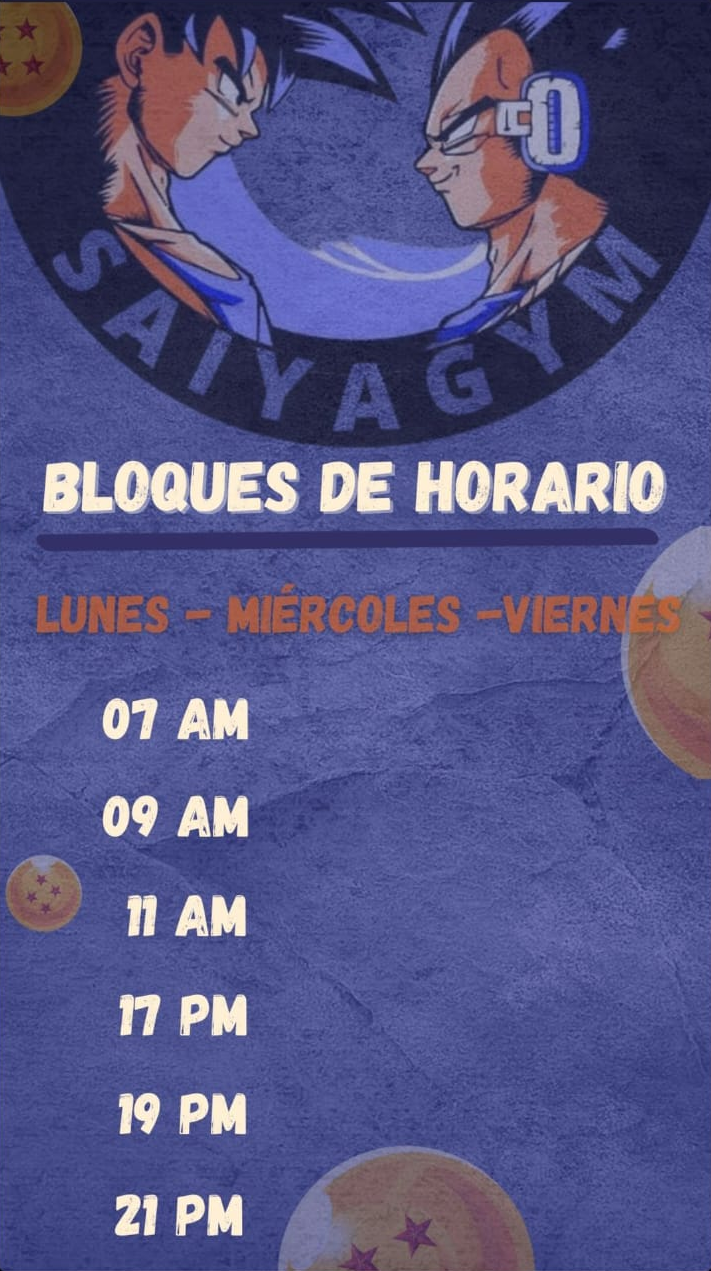 SAIYAGYM
BLOQUES DE HORARIO
LUNES - MIÉRCOLES -VIERNES
07 AM
09 AM
11 AM
17 PM
19 PM
21 PM